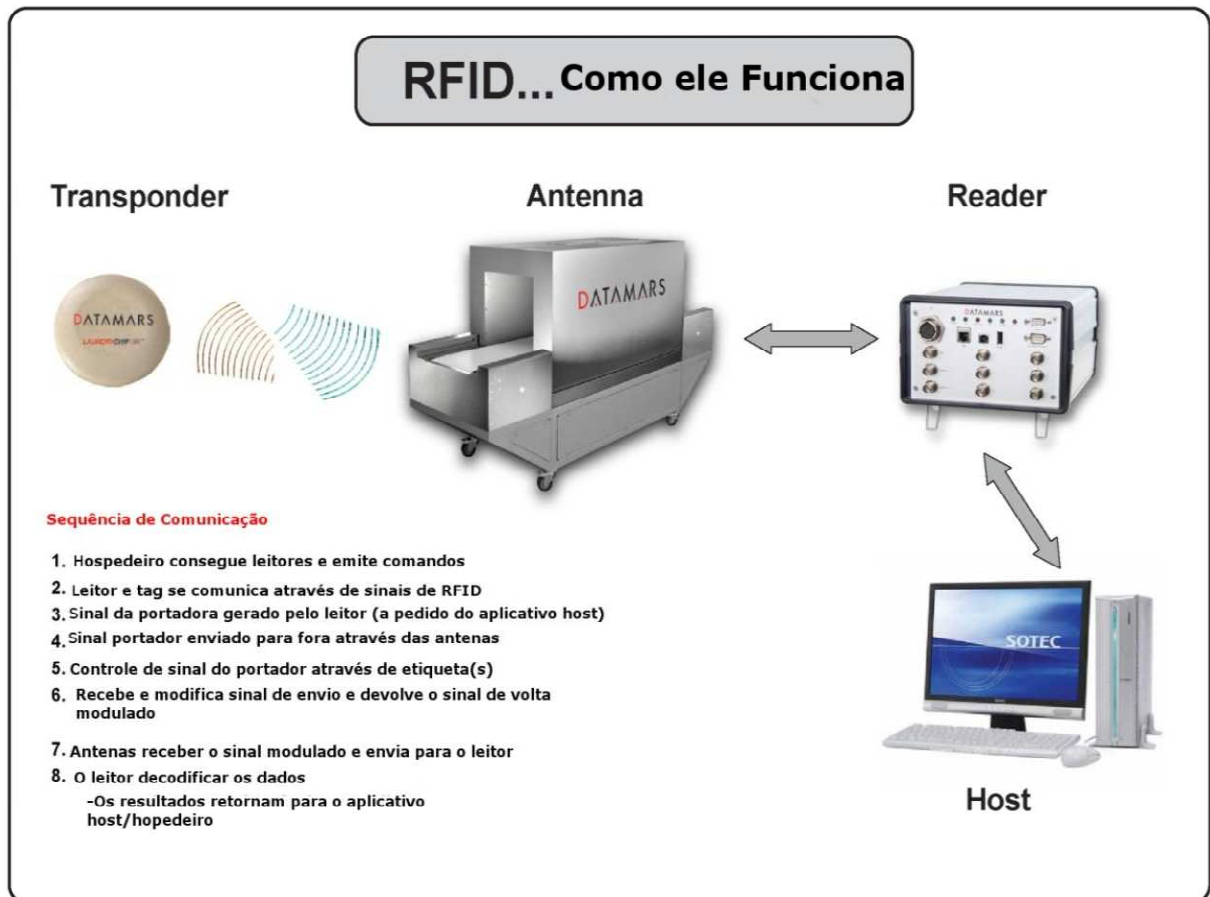 RFID... Como ele Funciona
Transponder
Antenna
Reader
DATAMARS
DATAMARS
DATAMARS
SOTEC
Sequência de Comunicação
1. Hospedeiro consegue leitores e emite comandos
2. Leitor e tag se comunica através de sinais de RFID
3. Sinal da portadora gerado pelo leitor (a pedido do aplicativo host)
4. Sinal portador enviado para fora através das antenas
5. Controle de sinal do portador através de etiqueta(s)
6. Recebe e modifica sinal de envio e devolve o sinal de volta
modulado
7. Antenas receber o sinal modulado e envia para o leitor
8. O leitor decodificar os dados
-Os resultados retornam para o aplicativo
host/hopedeiro
Host